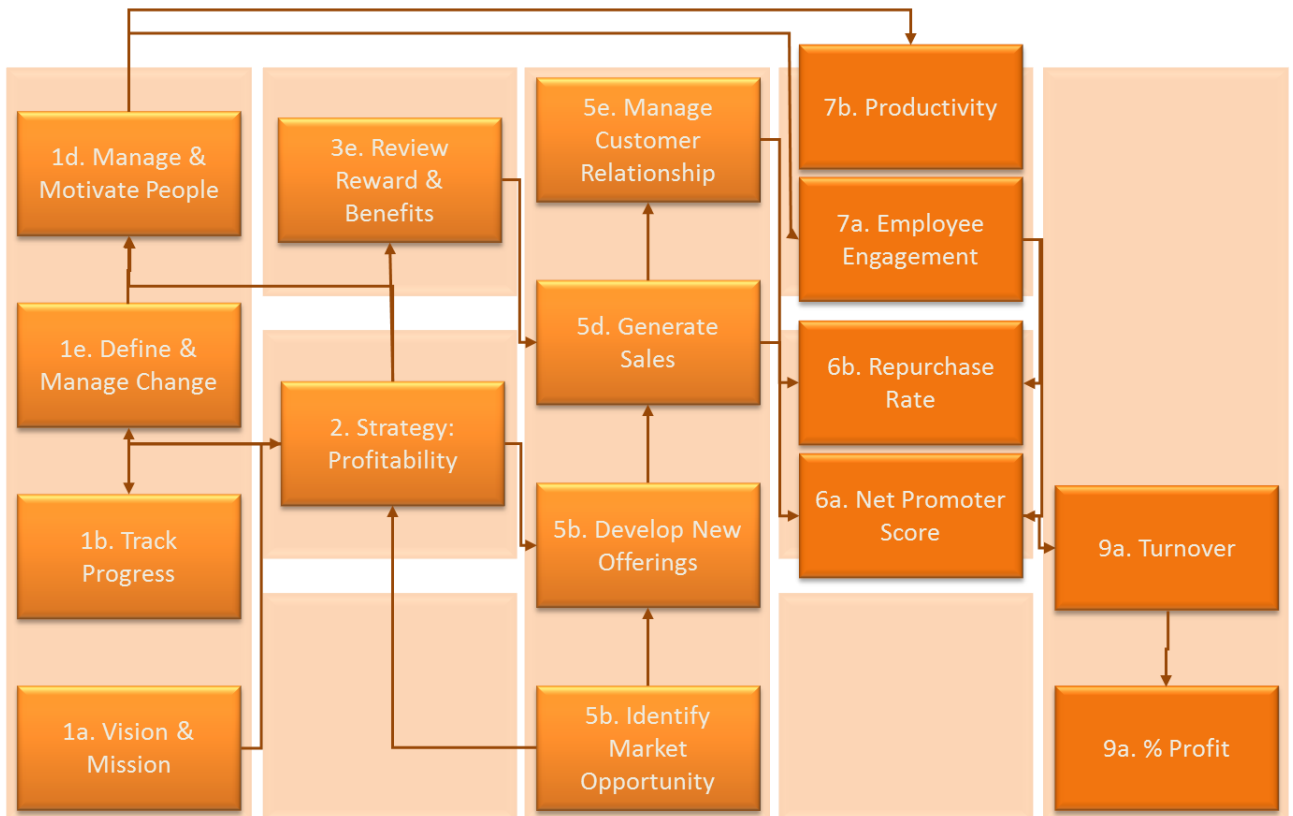 1d. Manage &
Motivate People
1e. Define &
Manage Change
1b. Track
Progress
1a. Vision &
Mission
3e. Review
Reward &
Benefits
2. Strategy:
Profitability
5e. Manage
Customer
Relationship
5d. Generate
Sales
5b. Develop New
Offerings
5b. Identify
Market
Opportunity
7b. Productivity
7a. Employee
Engagement
6b. Repurchase
Rate
6a. Net Promoter
Score
9a. Turnover
9a. % Profit